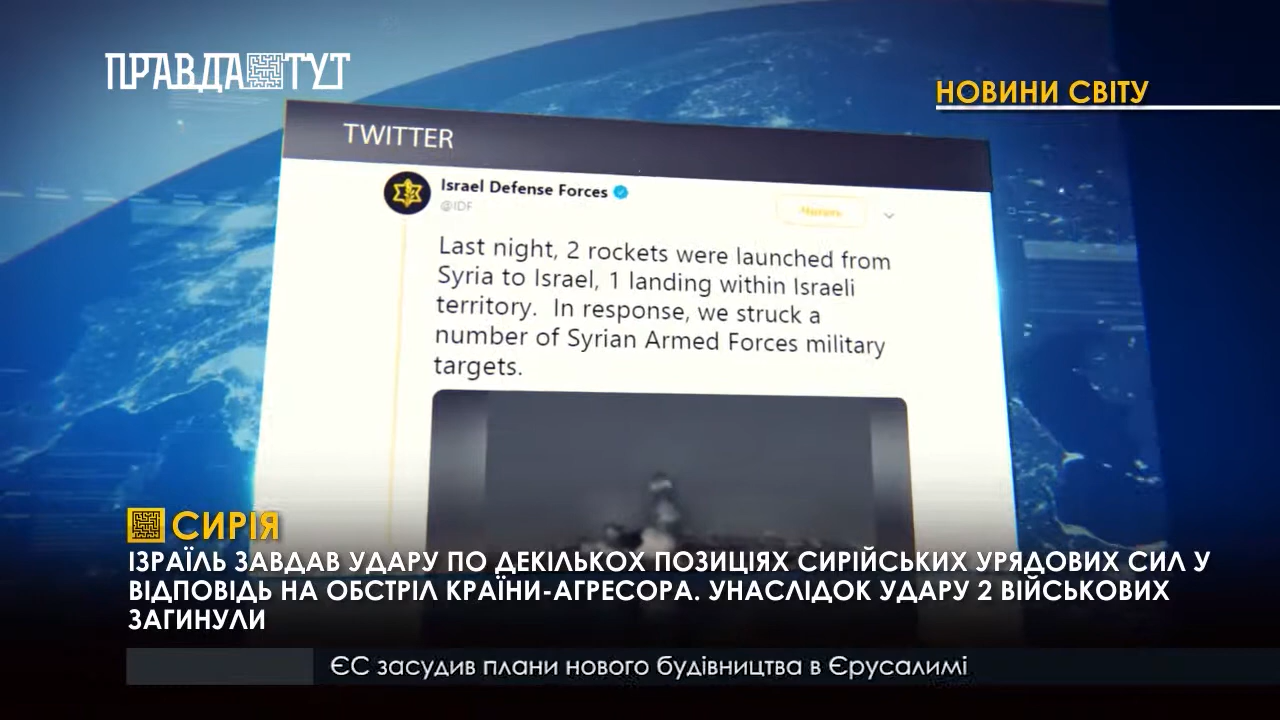 ПРАВДА ТУТ
НОВИНИ СВІТУ
TWITTER
Israel Defense Forces
@IDF
Читать
Last night, 2 rockets were launched from
Syria to Israel, 1 landing within Israeli
territory. In response, we struck a
number of Syrian Armed Forces military
targets.
СИРІЯ
ІЗРАЇЛЬ ЗАВДАВ УДАРУ ПО ДЕКІЛЬКОХ ПОЗИЦІЯХ СИРІЙСЬКИХ УРЯДОВИХ СИЛ У
ВІДПОВІДЬ НА ОБСТРІЛ КРАЇНИ-АГРЕСОРА. УНАСЛІДОК УДАРУ 2 ВІЙСЬКОВИХ
ЗАГИНУЛИ
ЄС засудив плани нового будівництва в Єрусалимі